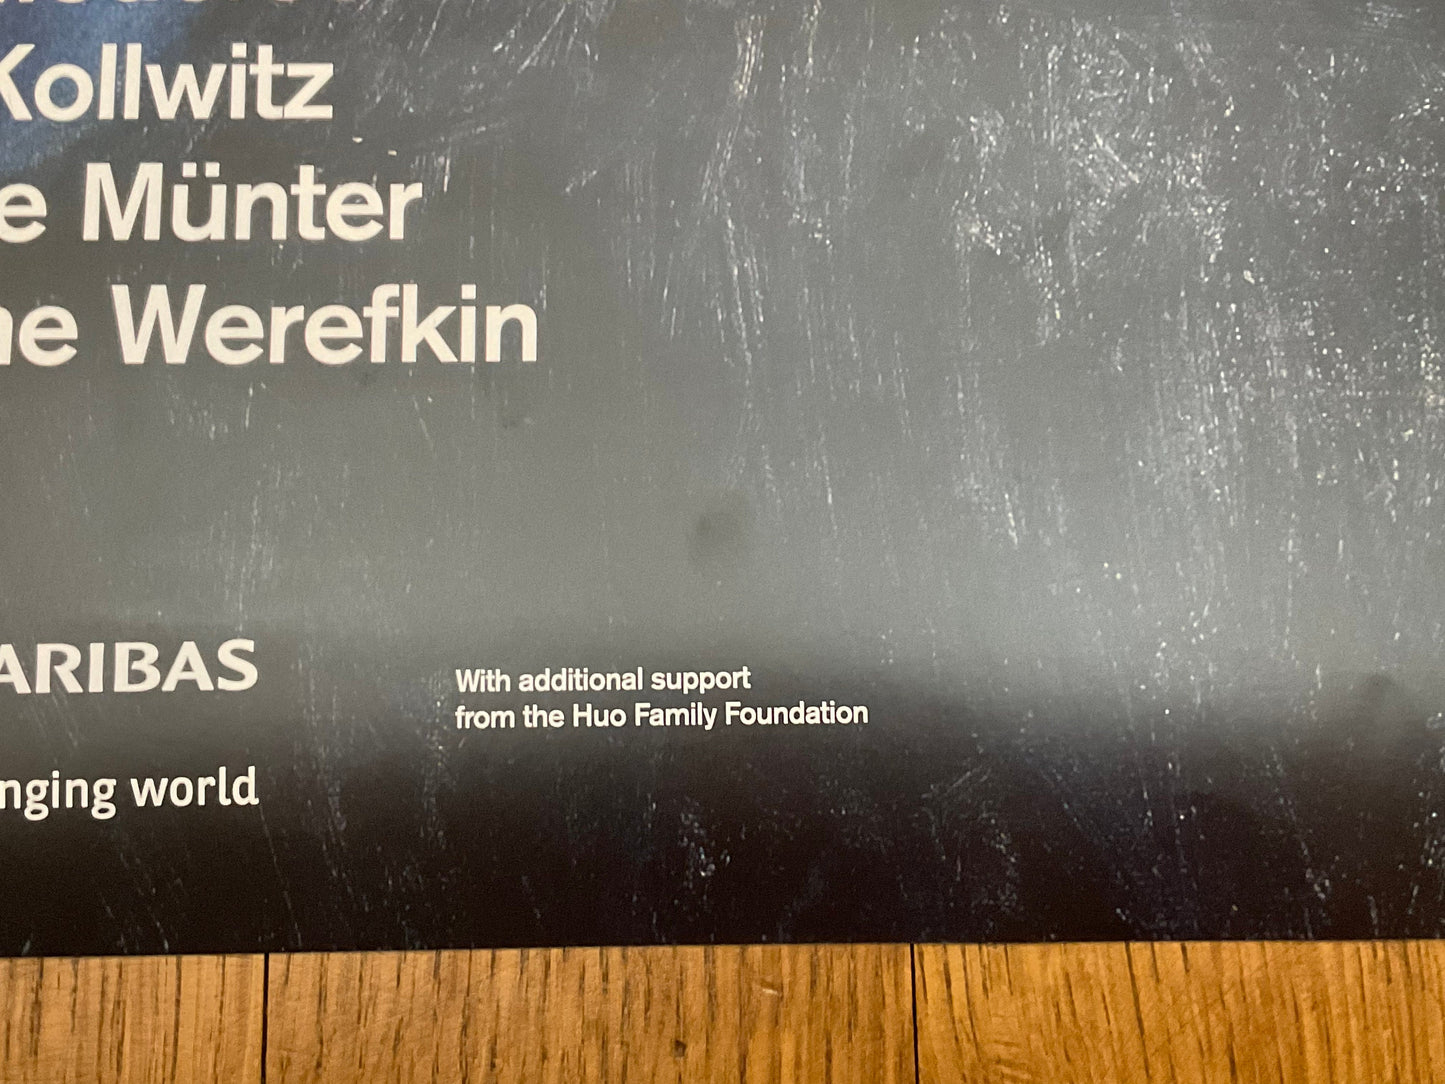 Kollwitz
e Münter
ne Werefkin
ARIBAS
nging world
With additional support
from the Huo Family Foundation